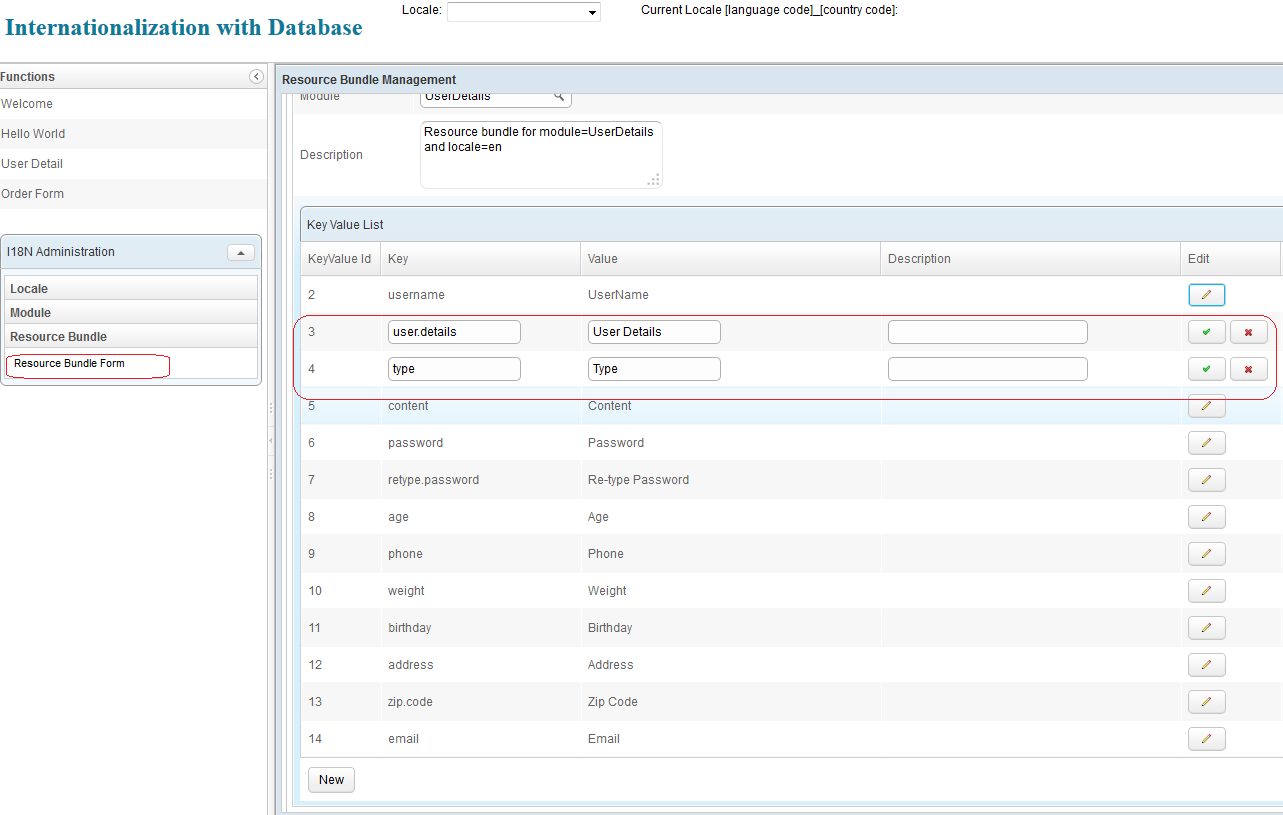 Locale: Current Locale [language code]_[country code]:
Internationalization with Database
Functions
Welcome
Hello World
User Detail
Order Form
I18N Administration
Locale
Module
Resource Bundle
Resource Bundle Form
Resource Bundle Management
Module UserDetails
Description Resource bundle for module=UserDetails
and locale=en
Key Value List
KeyValue Id Key Value Description Edit
2 username UserName
3 user.details User Details
4 type Type
5 content Content
6 password Password
7 retype.password Re-type Password
8 age Age
9 phone Phone
10 weight Weight
11 birthday Birthday
12 address Address
13 zip.code Zip Code
14 email Email
New